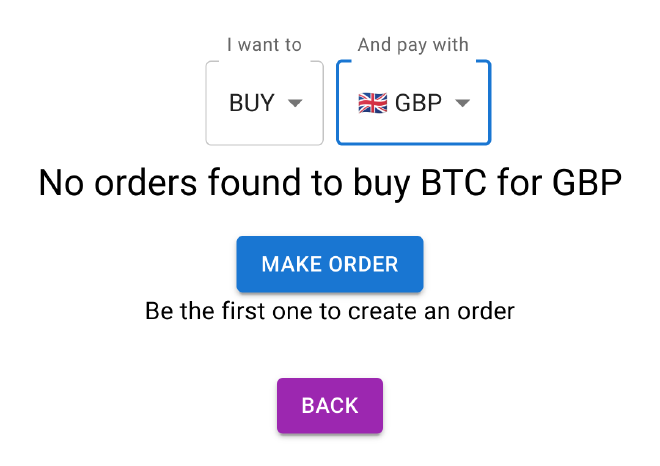 I want to And pay with
BUY GBP
No orders found to buy BTC for GBP
MAKE ORDER
Be the first one to create an order
BACK